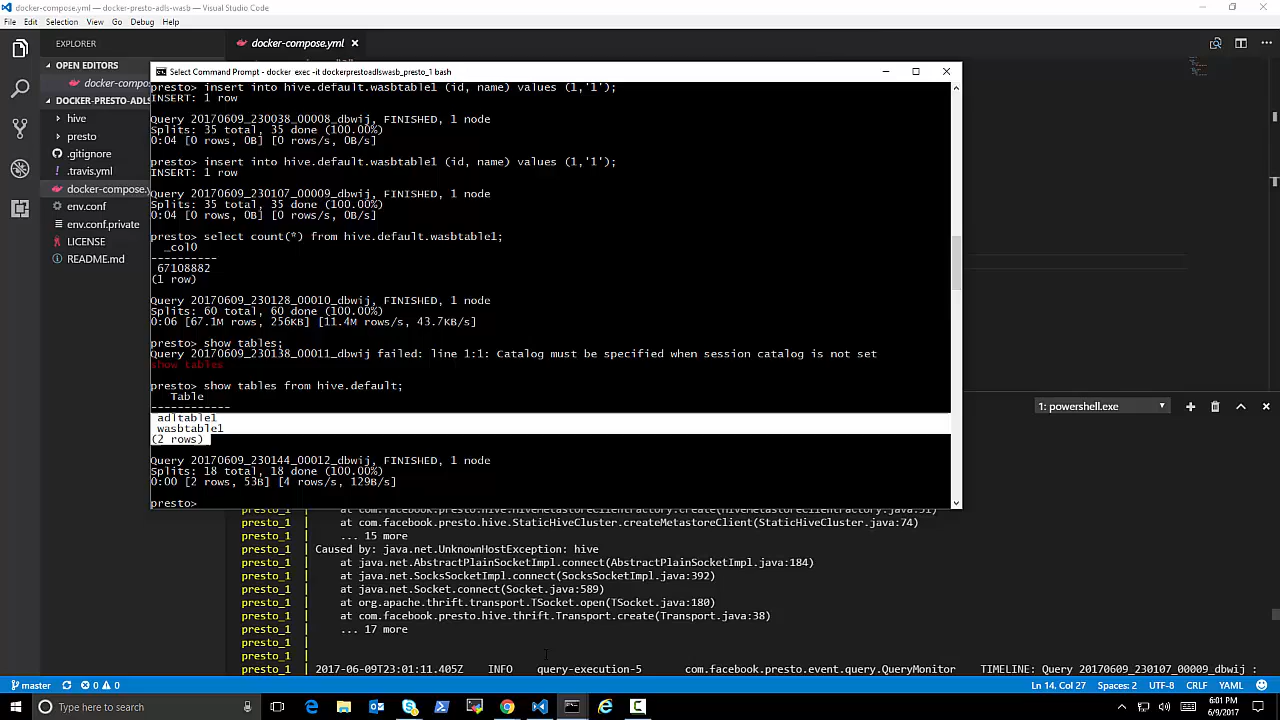 docker-compose.yml — docker-presto-adls-wasb — Visual Studio Code
File Edit Selection View Go Debug Help
EXPLORER
docker-compose.yml
OPEN EDITORS
docker-compo
DOCKER-PRESTO-ADLS
hive
presto
.gitignore
.travis.yml
docker-compose.y
env.conf
env.conf.private
LICENSE
README.md
Select Command Prompt - docker exec -it dockerprestoadlswasb_presto_1 bash
presto> insert into hive.default.wasbtable1 (id, name) values (1,'1');
INSERT: 1 row
Query 20170609_230038_00008_dbwij, FINISHED, 1 node
Splits: 35 total, 35 done (100.00%)
0:04 [0 rows, 0B] [0 rows/s, 0B/s]
presto> insert into hive.default.wasbtable1 (id, name) values (1,'1');
INSERT: 1 row
Query 20170609_230107_00009_dbwij, FINISHED, 1 node
Splits: 35 total, 35 done (100.00%)
0:04 [0 rows, 0B] [0 rows/s, 0B/s]
presto> select count(*) from hive.default.wasbtable1;
_col0
----------
67108882
(1 row)
Query 20170609_230128_00010_dbwij, FINISHED, 1 node
Splits: 60 total, 60 done (100.00%)
0:06 [67.1M rows, 256KB] [11.4M rows/s, 43.7KB/s]
presto> show tables;
Query 20170609_230138_00011_dbwij failed: line 1:1: Catalog must be specified when session catalog is not set
show tables
presto> show tables from hive.default;
Table
------------
adltable1
wasbtable1
(2 rows)
Query 20170609_230144_00012_dbwij, FINISHED, 1 node
Splits: 18 total, 18 done (100.00%)
0:00 [2 rows, 53B] [4 rows/s, 129B/s]
presto>
1: powershell.exe
presto_1 | at com.facebook.presto.hive.HiveMetastoreClientFactory.create(HiveMetastoreClientFactory.java:51)
presto_1 | at com.facebook.presto.hive.StaticHiveCluster.createMetastoreClient(StaticHiveCluster.java:74)
presto_1 | ... 15 more
presto_1 | Caused by: java.net.UnknownHostException: hive
presto_1 | at java.net.AbstractPlainSocketImpl.connect(AbstractPlainSocketImpl.java:184)
presto_1 | at java.net.SocksSocketImpl.connect(SocksSocketImpl.java:392)
presto_1 | at java.net.Socket.connect(Socket.java:589)
presto_1 | at org.apache.thrift.transport.TSocket.open(TSocket.java:180)
presto_1 | at com.facebook.presto.hive.thrift.Transport.create(Transport.java:38)
presto_1 | ... 17 more
presto_1 |
presto_1 |
presto_1 | 2017-06-09T23:01:11.405Z INFO query-execution-5 com.facebook.presto.event.query.QueryMonitor TIMELINE: Query 20170609_230107_00009_dbwij :
master 0 0 Ln 14, Col 27 Spaces: 2 UTF-8 CRLF YAML
Type here to search
6:01 PM
6/9/2017